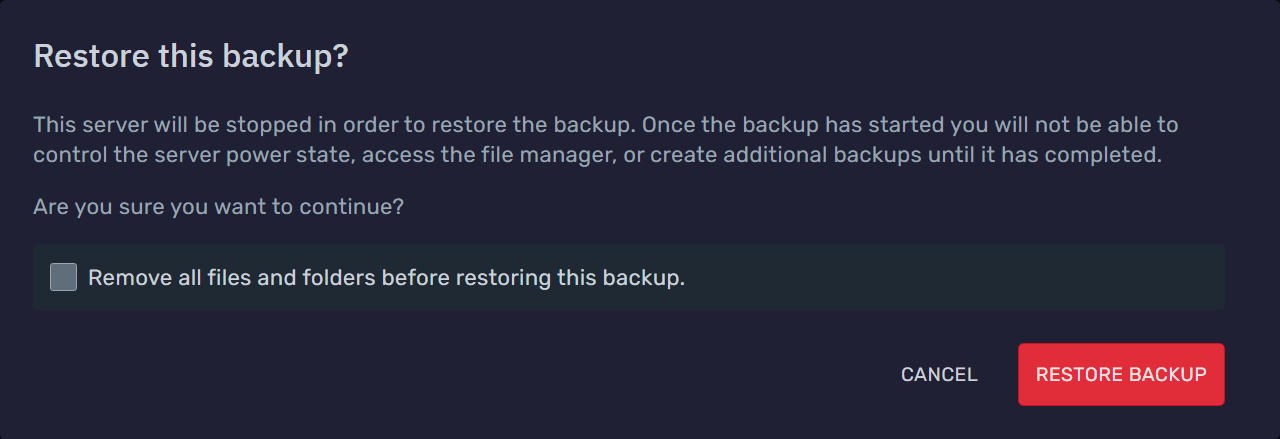 Restore this backup?
This server will be stopped in order to restore the backup. Once the backup has started you will not be able to
control the server power state, access the file manager, or create additional backups until it has completed.
Are you sure you want to continue?
Remove all files and folders before restoring this backup.
CANCEL
RESTORE BACKUP